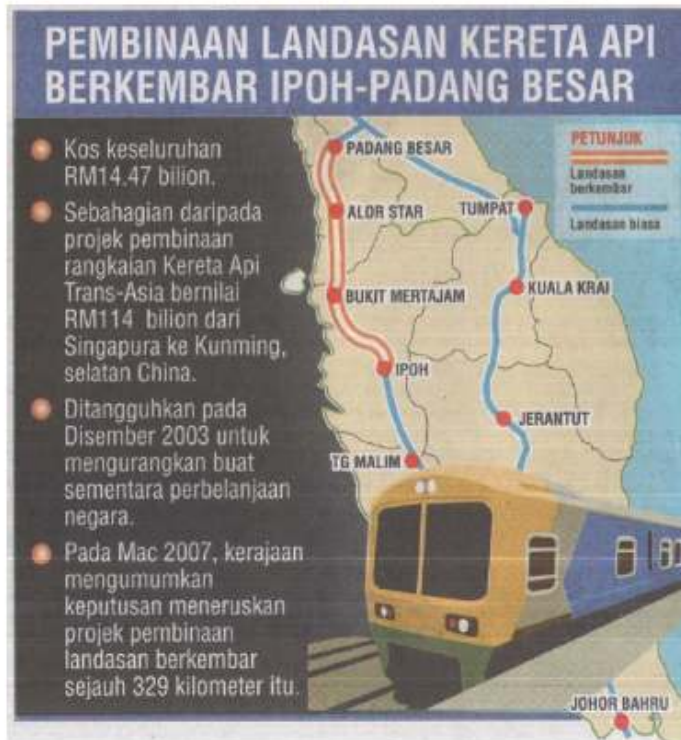 PEMBINAAN LANDASAN KERETA API
BERKEMBAR IPOH-PADANG BESAR
Kos keseluruhan
RM14.47 bilion.
Sebahagian daripada
projek pembinaan
rangkaian Kereta Api
Trans-Asia bernilai
RM114 bilion dari
Singapura ke Kunming,
selatan China.
Ditangguhkan pada
Disember 2003 untuk
mengurangkan buat
sementara perbelanjaan
negara.
Pada Mac 2007, kerajaan
mengumumkan
keputusan meneruskan
projek pembinaan
landasan berkembar
sejauh 329 kilometer itu.
PETUNJUK
Landasan
berkembar
Landasan biasa
PADANG BESAR
ALOR STAR
TUMPAT
BUKIT MERTAJAM
KUALA KRAI
IPOH
JERANTUT
TG MALIM
JOHOR BAHRU